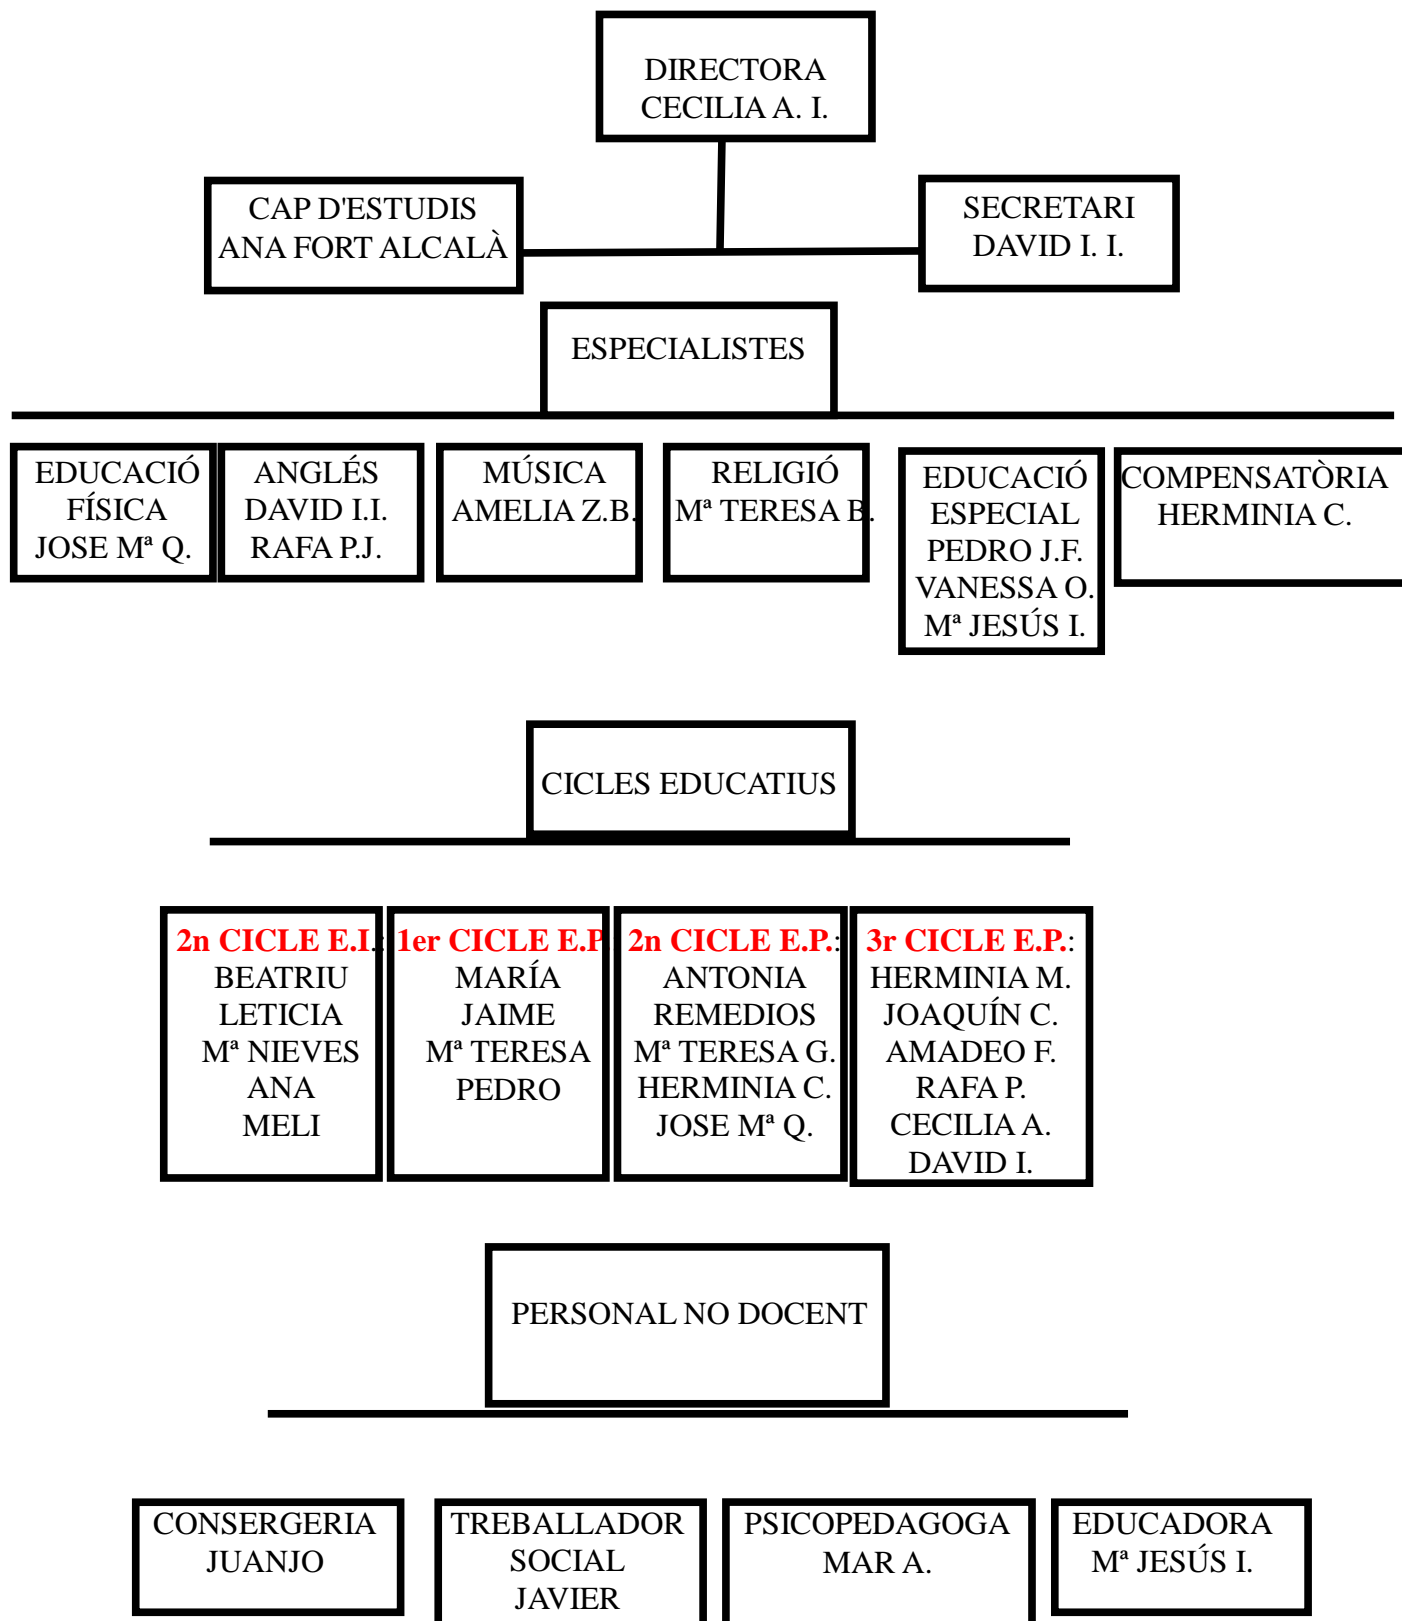 DIRECTORA
CECILIA A. I.
CAP D'ESTUDIS
ANA FORT ALCALÀ
SECRETARI
DAVID I. I.
ESPECIALISTES
EDUCACIÓ
FÍSICA
JOSE Mª Q.
ANGLÉS
DAVID I.I.
RAFA P.J.
MÚSICA
AMELIA Z.B.
RELIGIÓ
Mª TERESA B.
EDUCACIÓ
ESPECIAL
PEDRO J.F.
VANESSA O.
Mª JESÚS I.
COMPENSATÒRIA
HERMINIA C.
CICLES EDUCATIUS
2n CICLE E.I.:
BEATRIU
LETICIA
Mª NIEVES
ANA
MELI
1er CICLE E.P
MARÍA
JAIME
Mª TERESA
PEDRO
2n CICLE E.P.:
ANTONIA
REMEDIOS
Mª TERESA G.
HERMINIA C.
JOSE Mª Q.
3r CICLE E.P.:
HERMINIA M.
JOAQUÍN C.
AMADEO F.
RAFA P.
CECILIA A.
DAVID I.
PERSONAL NO DOCENT
CONSERGERIA
JUANJO
TREBALLADOR
SOCIAL
JAVIER
PSICOPEDAGOGA
MAR A.
EDUCADORA
Mª JESÚS I.